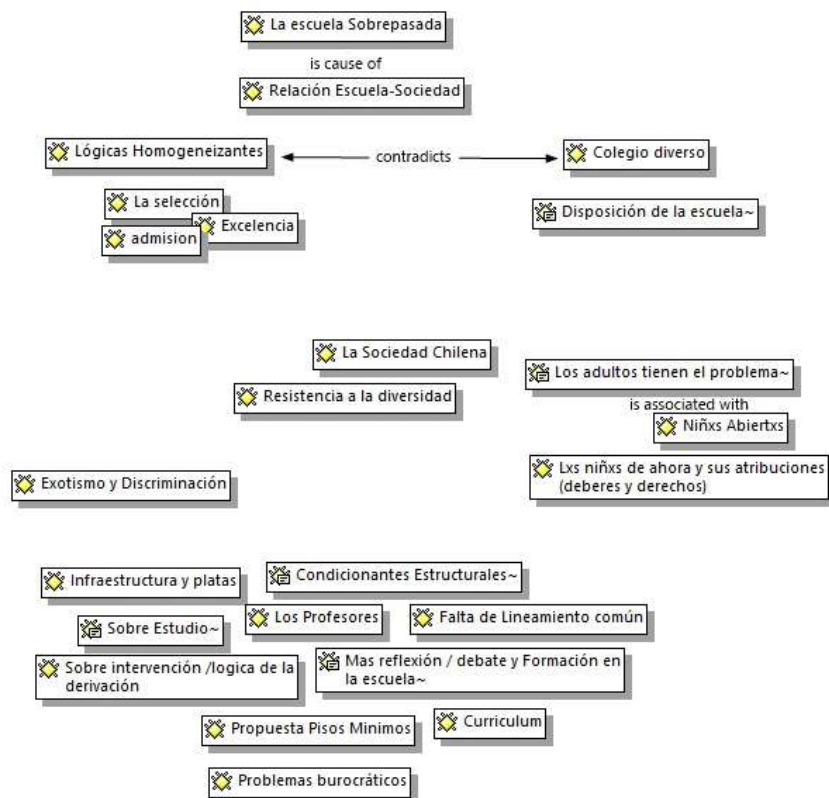 La escuela Sobrepasada
is cause of
Relación Escuela-Sociedad
Lógicas Homogeneizantes
contradicts
Colegio diverso
La selección
Excelencia
admision
Disposición de la escuela~
La Sociedad Chilena
Resistencia a la diversidad
Los adultos tienen el problema~
is associated with
Niñxs Abiertxs
Lxs niñxs de ahora y sus atribuciones
(deberes y derechos)
Exotismo y Discriminación
Infraestructura y platas
Condicionantes Estructurales~
Sobre Estudio~
Los Profesores
Falta de Lineamiento común
Sobre intervención /logica de la
derivación
Mas reflexión / debate y Formación en
la escuela~
Propuesta Pisos Minimos
Curriculum
Problemas burocráticos